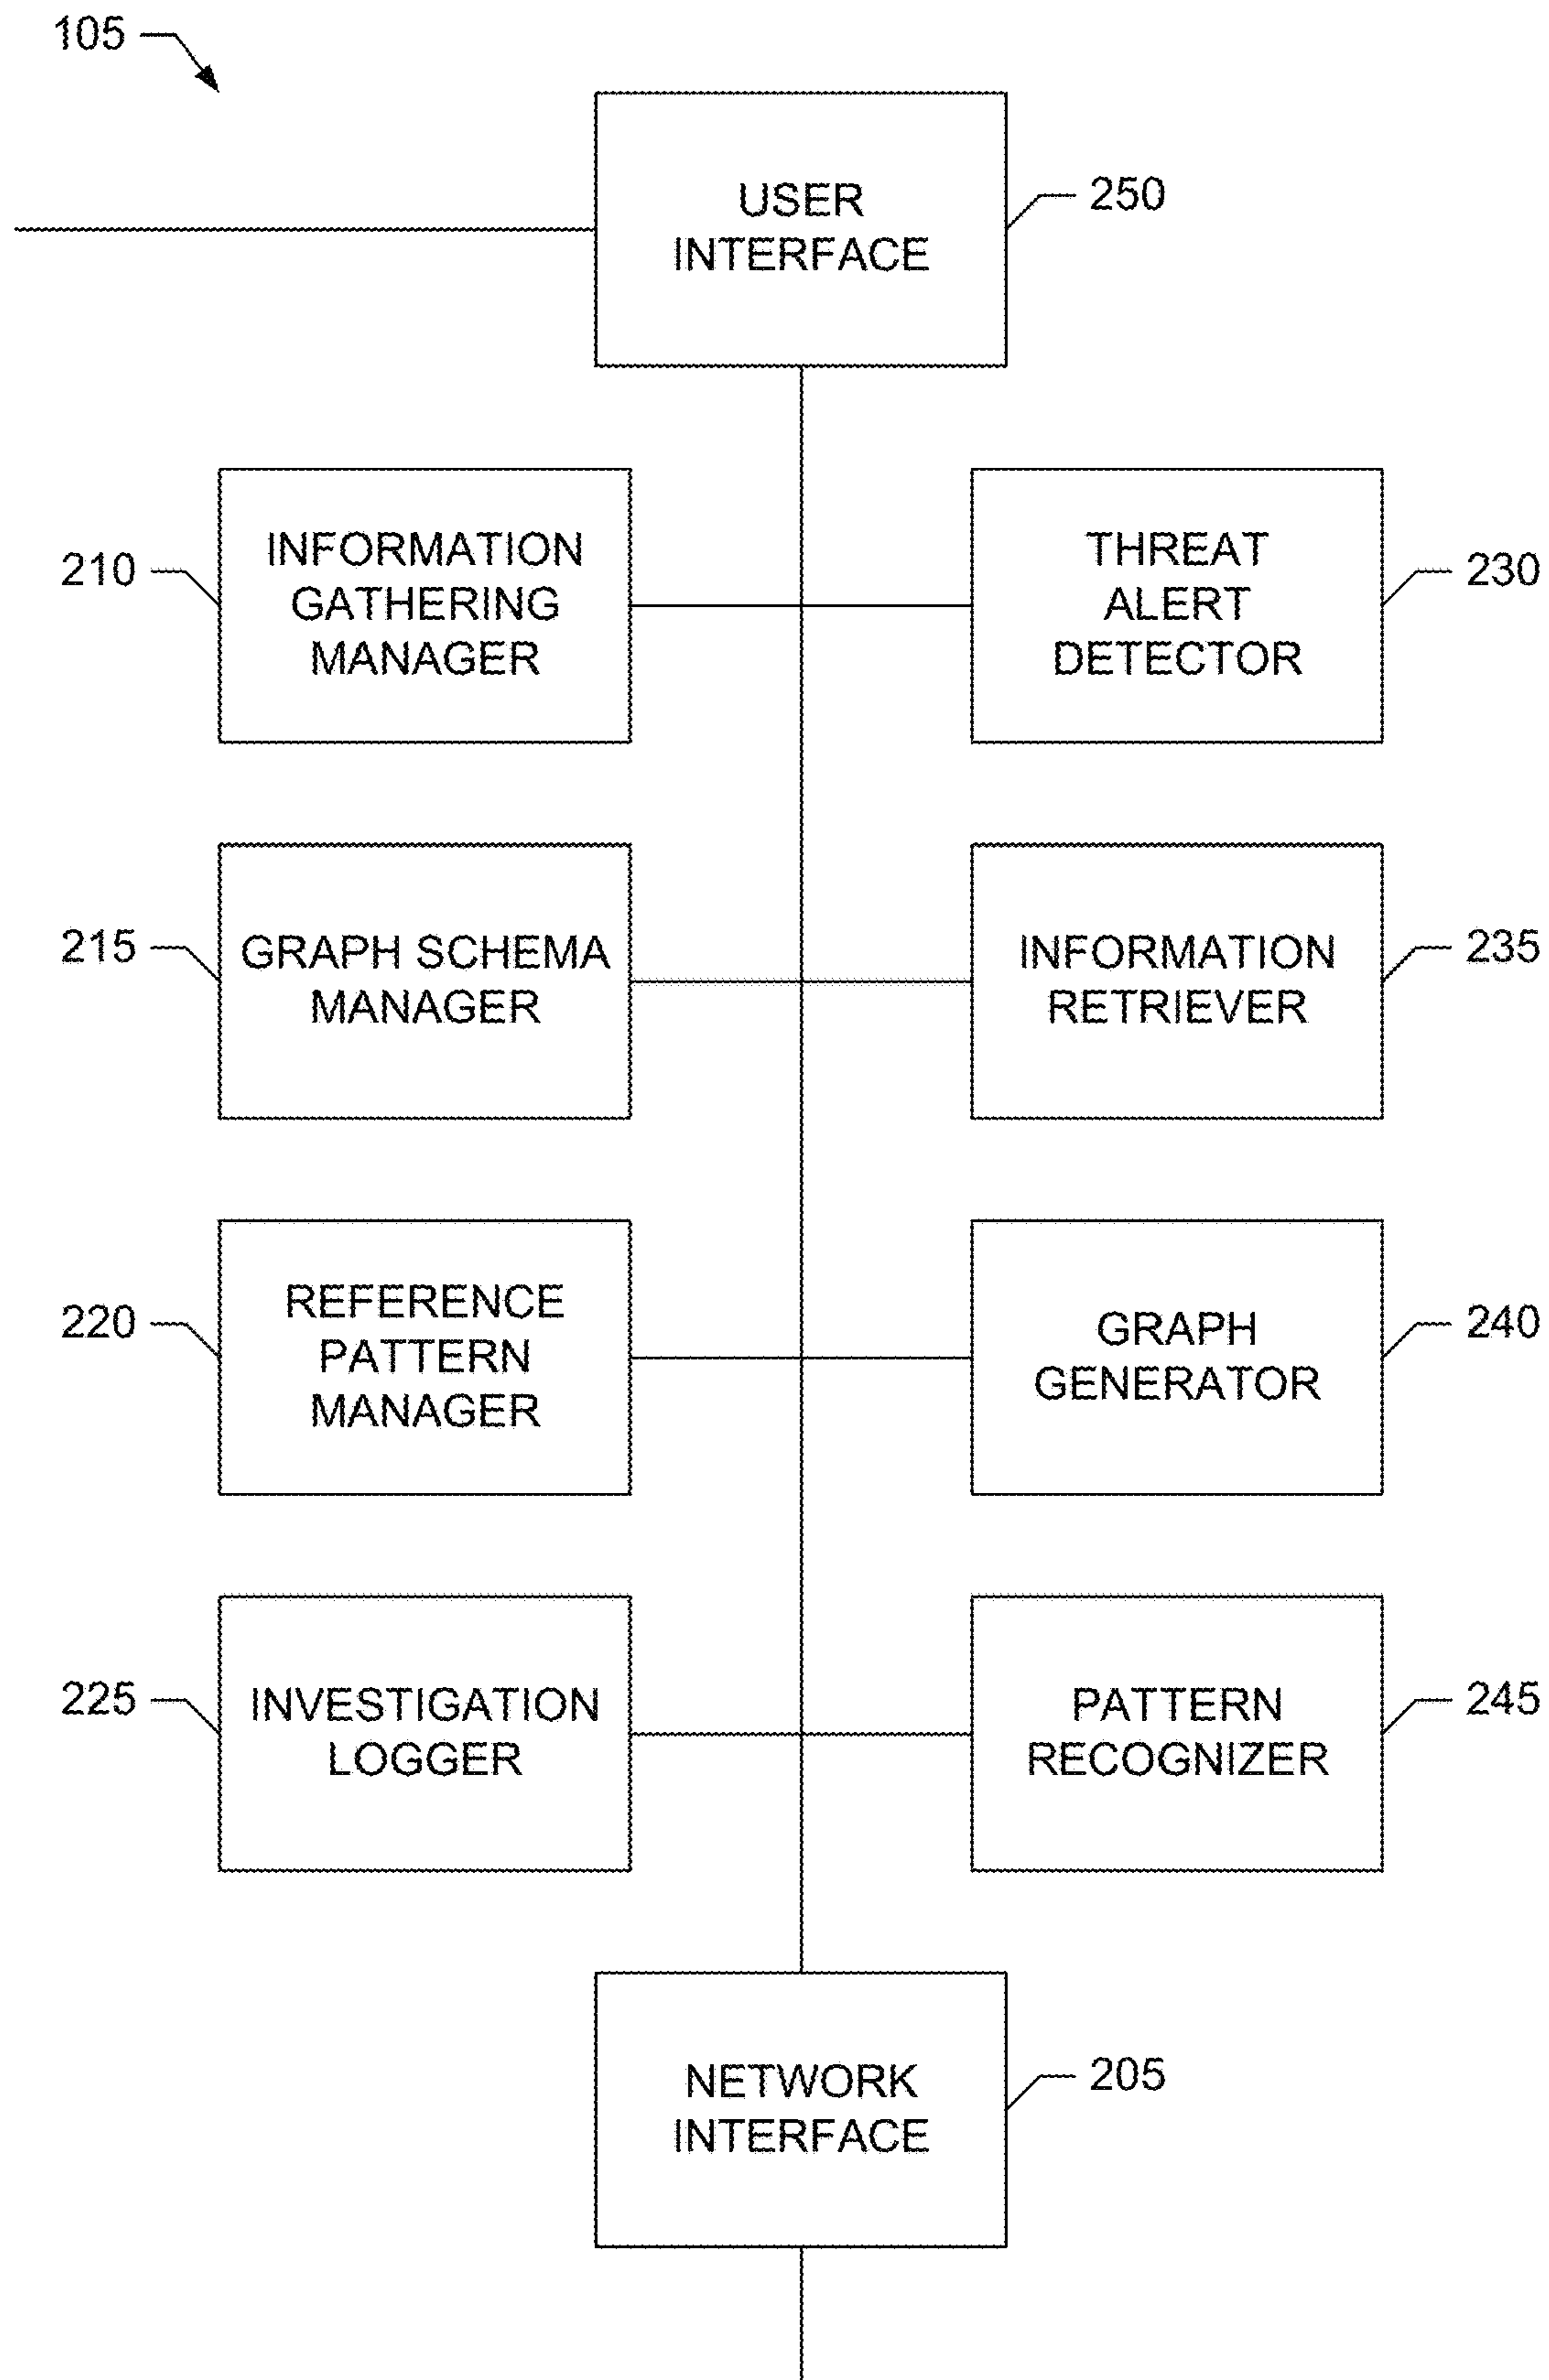 105
USER
INTERFACE
250
INFORMATION
GATHERING
MANAGER
210
THREAT
ALERT
DETECTOR
230
GRAPH SCHEMA
MANAGER
215
INFORMATION
RETRIEVER
235
REFERENCE
PATTERN
MANAGER
220
GRAPH
GENERATOR
240
INVESTIGATION
LOGGER
225
PATTERN
RECOGNIZER
245
NETWORK
INTERFACE
205